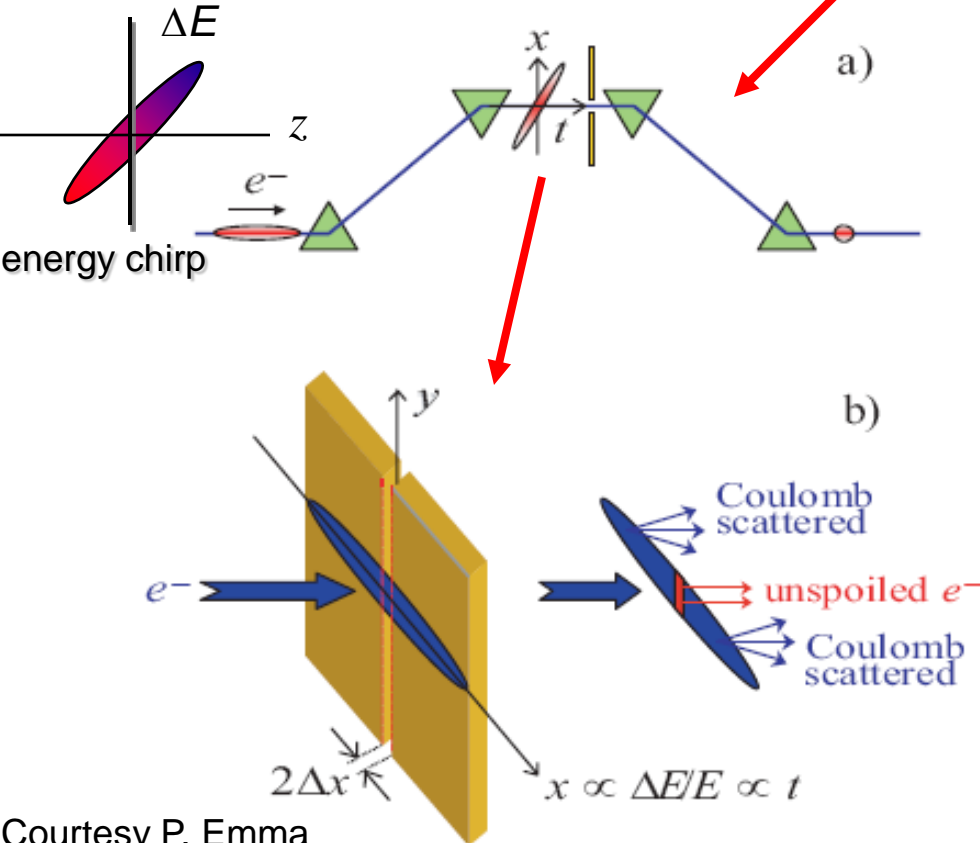 ΔE
z
energy chirp
e⁻
x
t
a)
y
b)
e⁻
Coulomb
scattered
unspoiled e⁻
Coulomb
scattered
2Δx
x ∝ ΔE/E ∝ t
Courtesy P. Emma